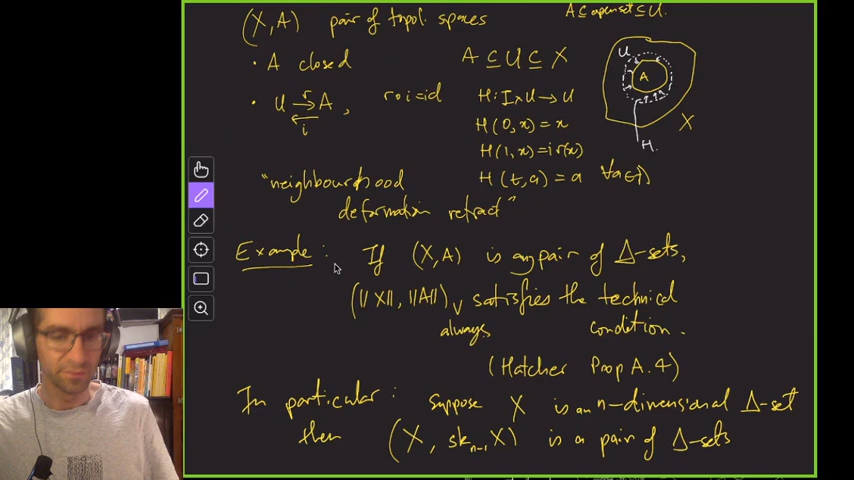 (X, A) pair of topol. spaces
A ⊆ open set ⊆ U.
• A closed
A ⊆ U ⊆ X
• U ⇄ A, r∘i=id
r
i
H: I×U → U
H(0,x) = x
H(1,x) = i r(x)
H(t,a) = a ∀a∈A
U
A
X
H.
"neighbourhood
deformation retract"
Example: If (X,A) is any pair of Δ-sets,
(||X||, ||A||) always satisfies the technical
condition.
(Hatcher Prop A.4)
In particular: suppose X is an n-dimensional Δ-set
then (X, sk_{n-1} X) is a pair of Δ-sets